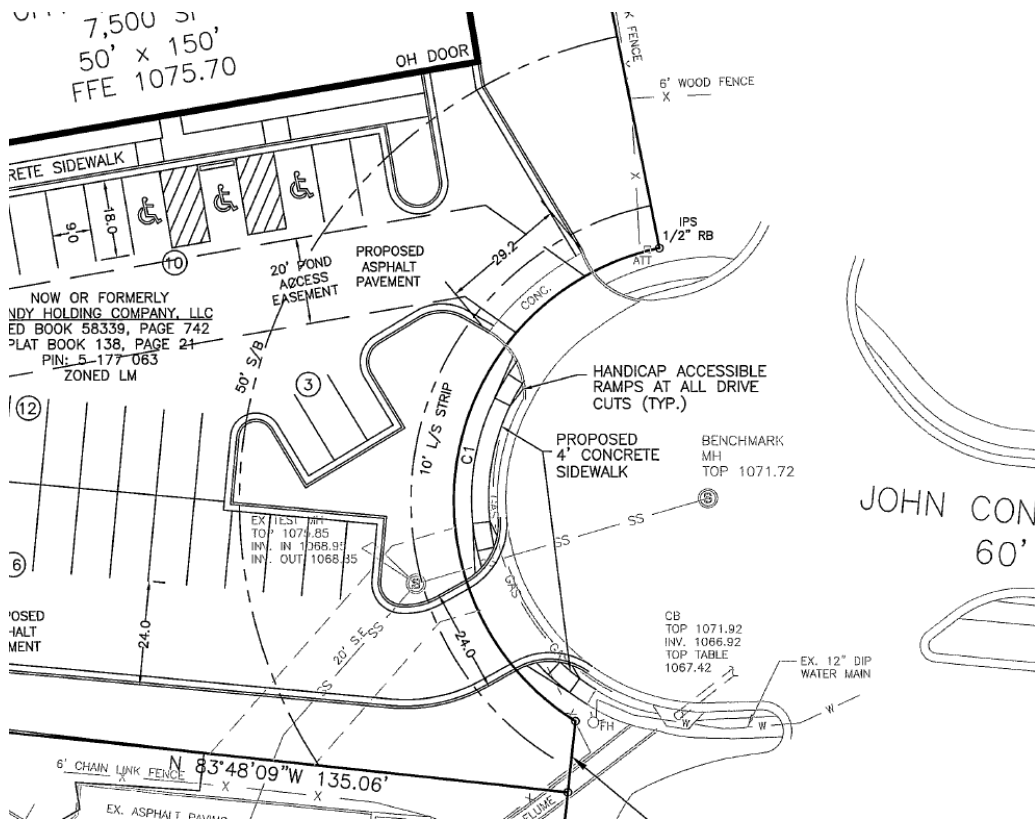 7,500 SF
50' x 150'
FFE 1075.70
OH DOOR
FENCE
6' WOOD FENCE
X
X
X
CRETE SIDEWALK
9.0
18.0
10
20' POND
ACCESS
EASEMENT
PROPOSED
ASPHALT
PAVEMENT
29.2
CONC.
IPS
1/2" RB
ATT
NOW OR FORMERLY
NDY HOLDING COMPANY, LLC
ED BOOK 58339, PAGE 742
PLAT BOOK 138, PAGE 21
PIN: 5-177 063
ZONED LM
12
50' S/B
3
10' L/S STRIP
C1
HANDICAP ACCESSIBLE
RAMPS AT ALL DRIVE
CUTS (TYP.)
PROPOSED
4' CONCRETE
SIDEWALK
BENCHMARK
MH
TOP 1071.72
S
SS
SS
JOHN CON
60'
GAS
GAS
GAS
TOP 1075.85
INV. IN 1068.95
INV. OUT 1068.35
S
6
POSED
HALT
MENT
24.0
20' S.E
SS
SS
24.0
CB
TOP 1071.92
INV. 1066.92
TOP TABLE
1067.42
EX. 12" DIP
WATER MAIN
W
W
W
FH
N 83°48'09"W 135.06'
6' CHAIN LINK FENCE
X
X
X
X
FLUME
EX. ASPHALT PAVING